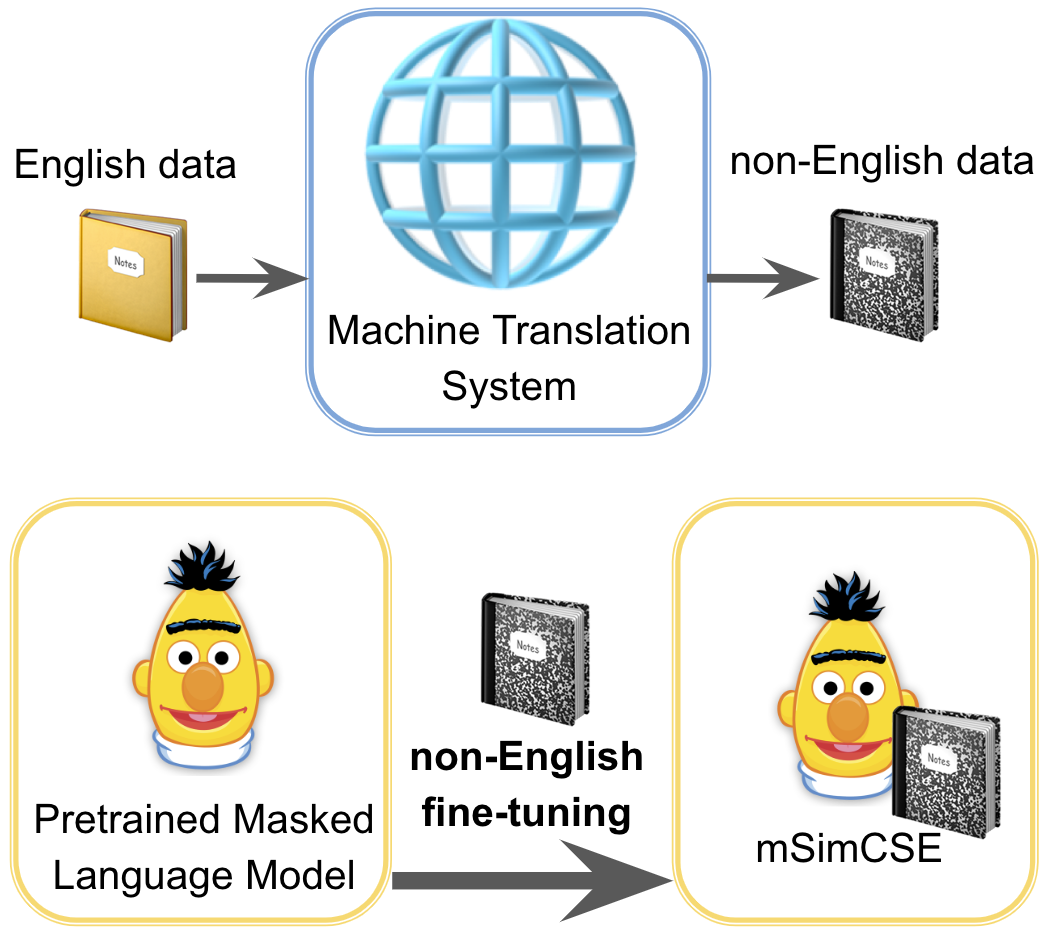 English data
Notes
Machine Translation
System
non-English data
Notes
Pretrained Masked
Language Model
Notes
non-English
fine-tuning
Notes
mSimCSE